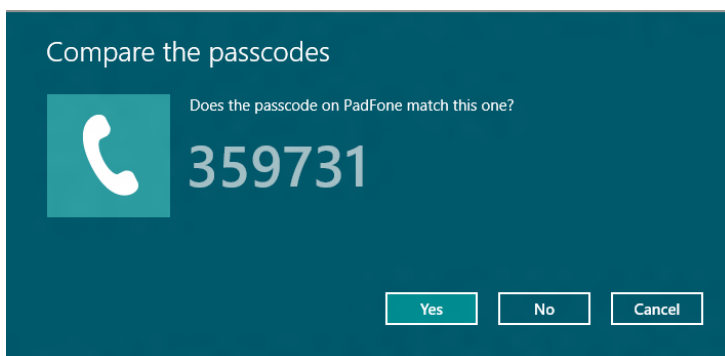 Compare the passcodes
Does the passcode on PadFone match this one?
359731
Yes No Cancel